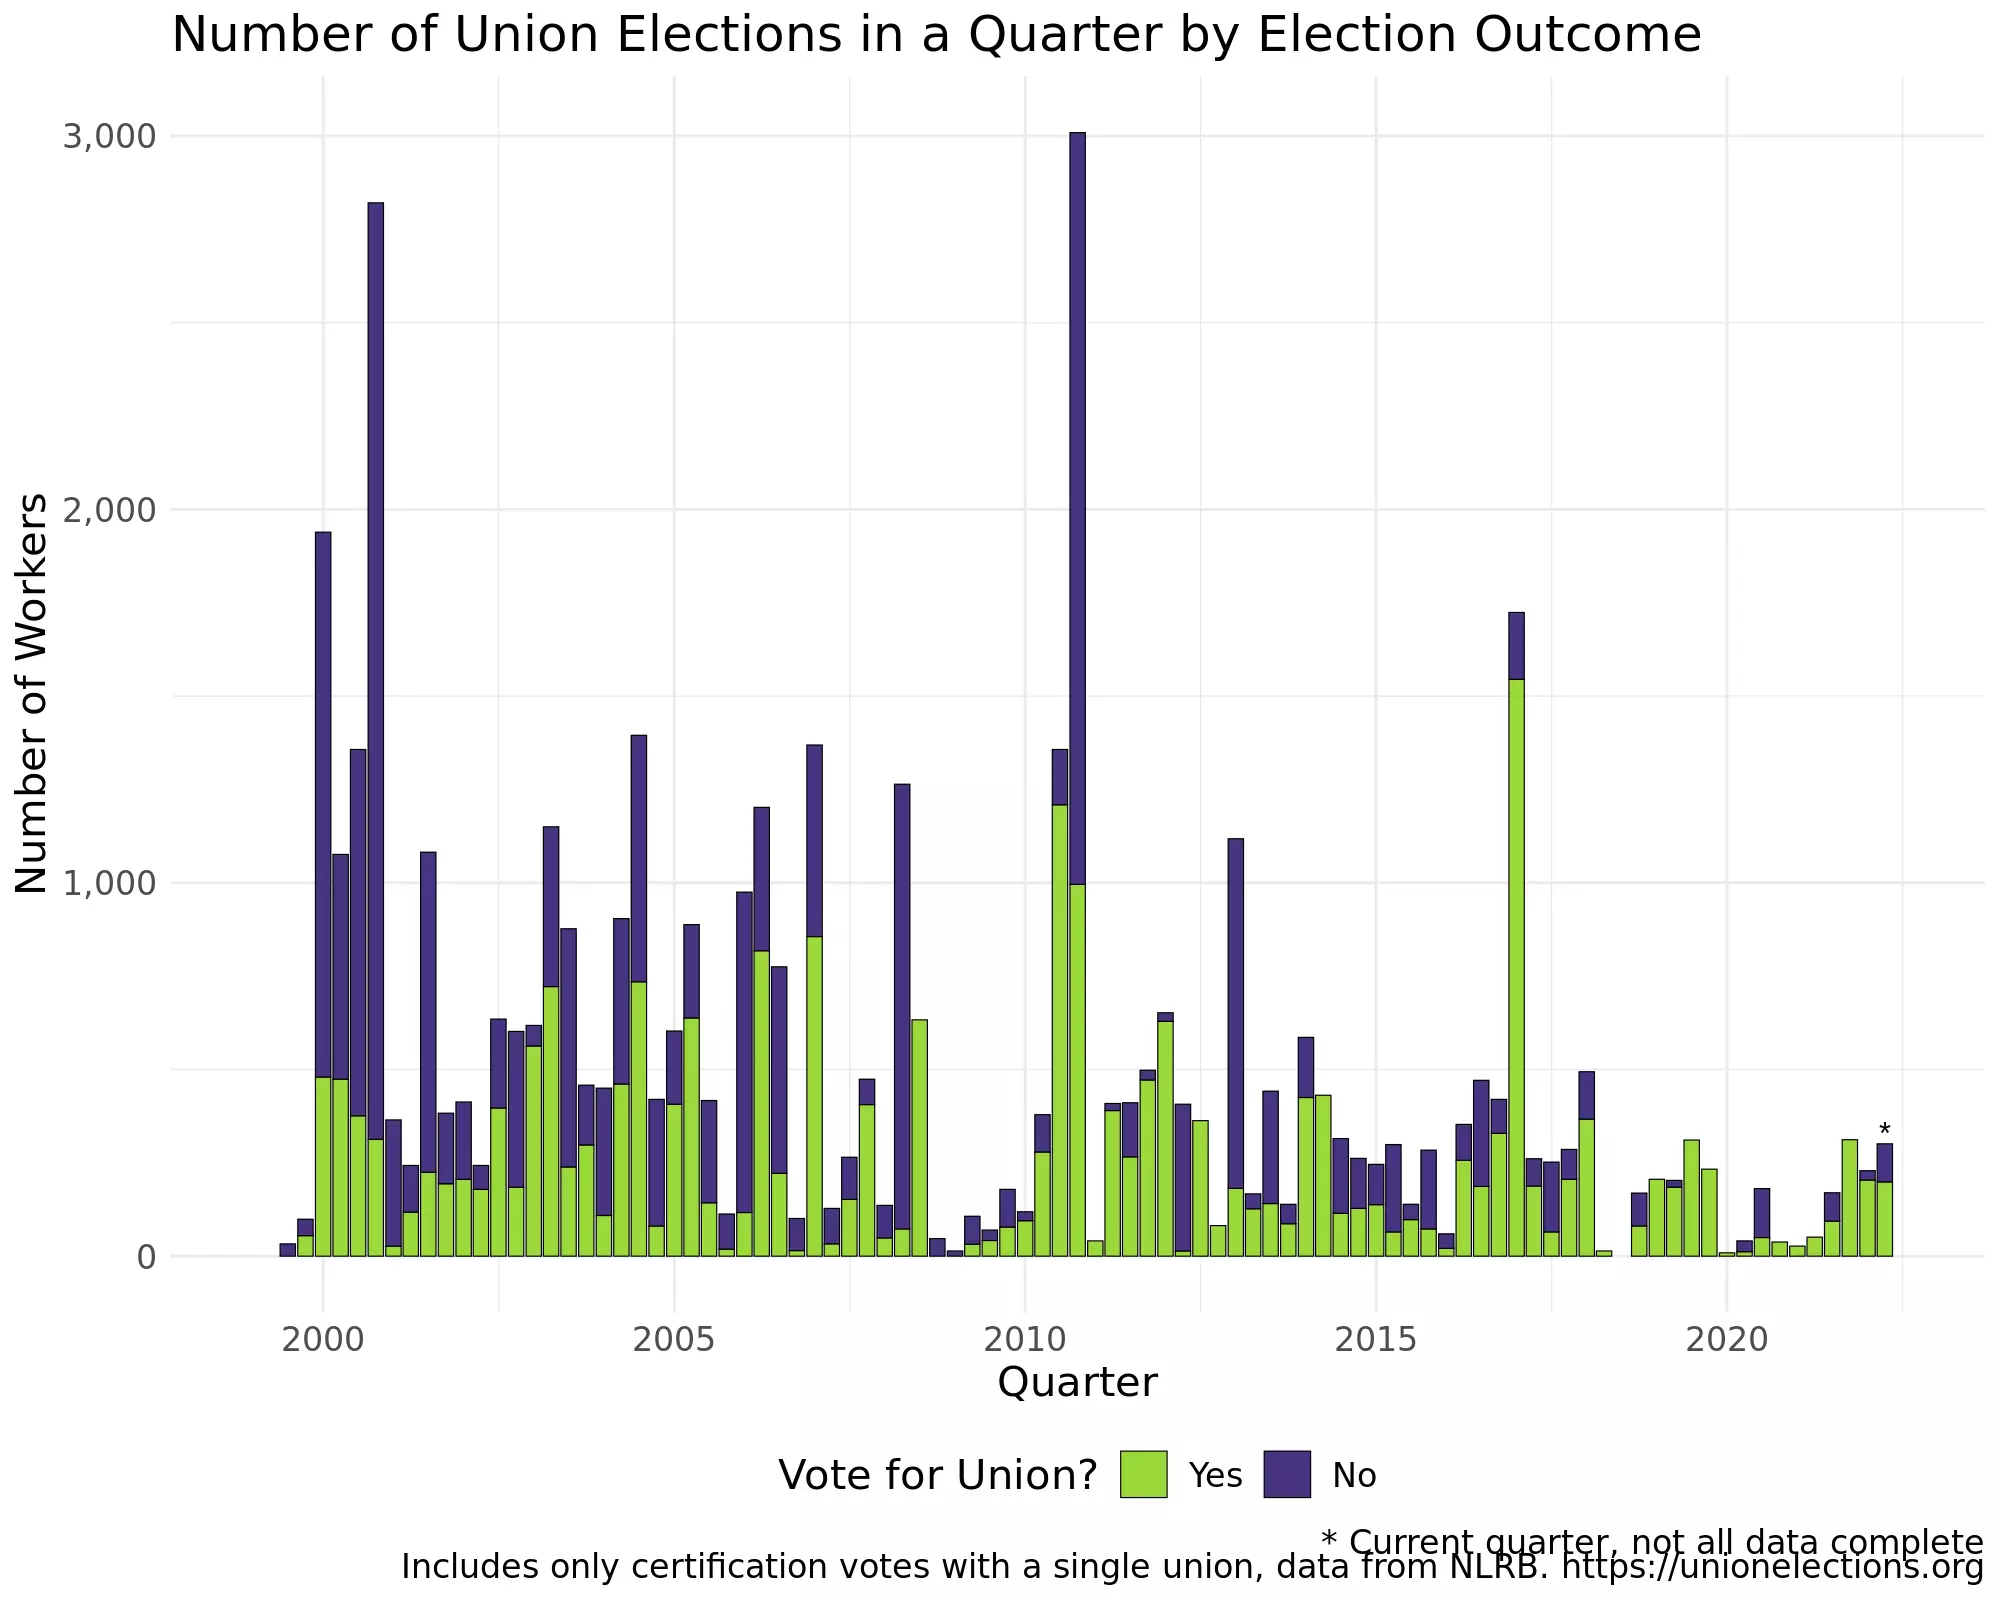 Number of Union Elections in a Quarter by Election Outcome
Number of Workers
3,000
2,000
1,000
0
*
2000 2005 2010 2015 2020
Quarter
Vote for Union? Yes No
* Current quarter, not all data complete
Includes only certification votes with a single union, data from NLRB. https://unionelections.org